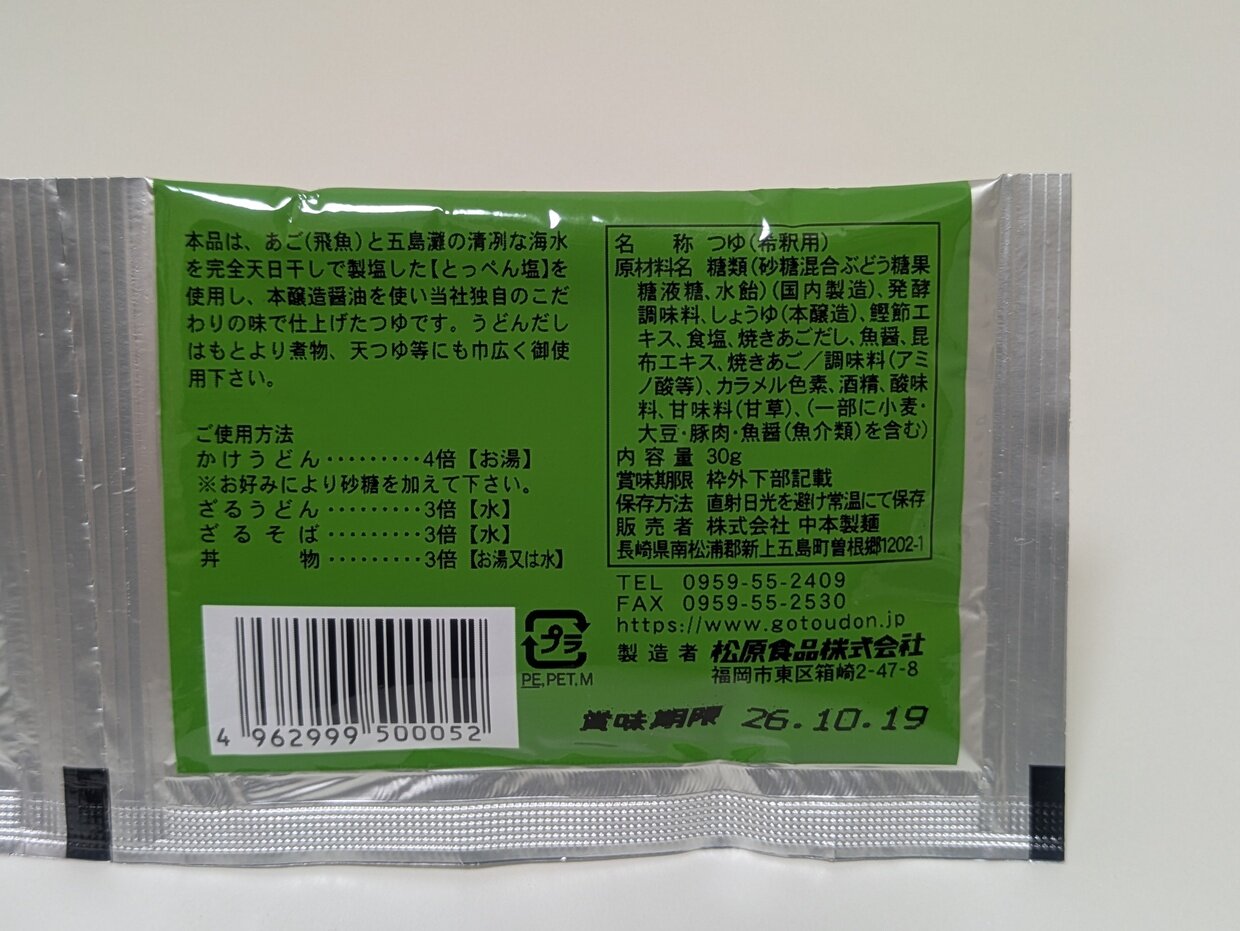 本品は、あご(飛魚)と五島灘の清冽な海水
を完全天日干しで製塩した【とっぺん塩】を
使用し、本醸造醤油を使い当社独自のこだ
わりの味で仕上げたつゆです。うどんだし
はもとより煮物、天つゆ等にも巾広く御使
用下さい。
ご使用方法
かけうどん・・・・・・・・・4倍【お湯】
※お好みにより砂糖を加えて下さい。
ざるうどん・・・・・・・・・3倍【水】
ざるそば・・・・・・・・・3倍【水】
丼物・・・・・・・・・3倍【お湯又は水】
4 962999 500052
プラ
PE,PET,M
名称 つゆ(希釈用)
原材料名 糖類(砂糖混合ぶどう糖果
糖液糖、水飴)(国内製造)、発酵
調味料、しょうゆ(本醸造)、鰹節エ
キス、食塩、焼きあごだし、魚醤、昆
布エキス、焼きあご/調味料(アミ
ノ酸等)、カラメル色素、酒精、酸味
料、甘味料(甘草)、(一部に小麦・
大豆・豚肉・魚醤(魚介類)を含む)
内容量 30g
賞味期限 枠外下部記載
保存方法 直射日光を避け常温にて保存
販売者 株式会社 中本製麺
長崎県南松浦郡新上五島町曽根郷1202-1
TEL 0959-55-2409
FAX 0959-55-2530
https://www.gotoudon.jp
製造者 松原食品株式会社
福岡市東区箱崎2-47-8
賞味期限 26.10.19